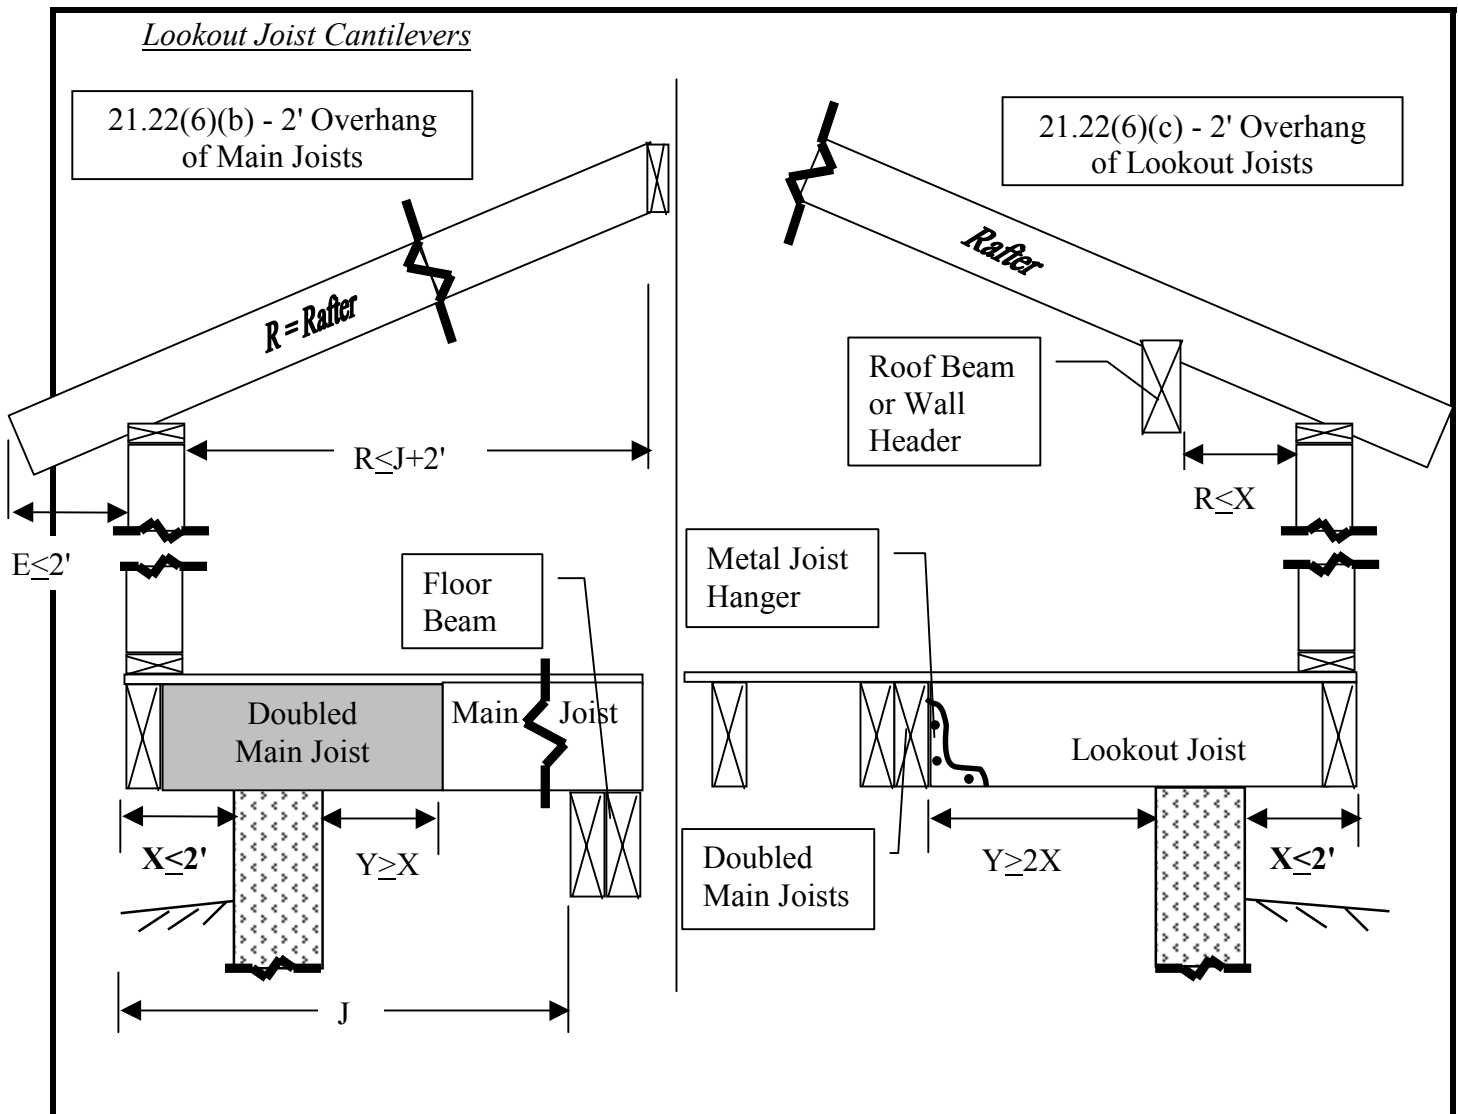 Lookout Joist Cantilevers
21.22(6)(b) - 2' Overhang
of Main Joists
R = Rafter
R≤J+2'
E≤2'
Floor
Beam
Doubled
Main Joist
Main Joist
X≤2'
Y≥X
J
21.22(6)(c) - 2' Overhang
of Lookout Joists
Rafter
Roof Beam
or Wall
Header
R≤X
Metal Joist
Hanger
Lookout Joist
Doubled
Main Joists
Y≥2X
X≤2'